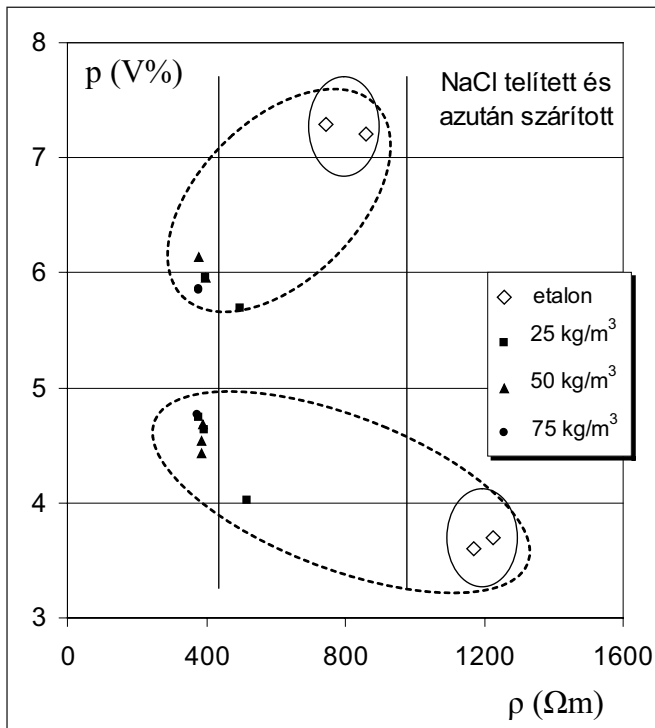 8
p (V%)
NaCl telített és
azután szárított
7
6
etalon
25 kg/m³
50 kg/m³
75 kg/m³
5
4
3
0
400
800
1200
1600
ρ (Ωm)